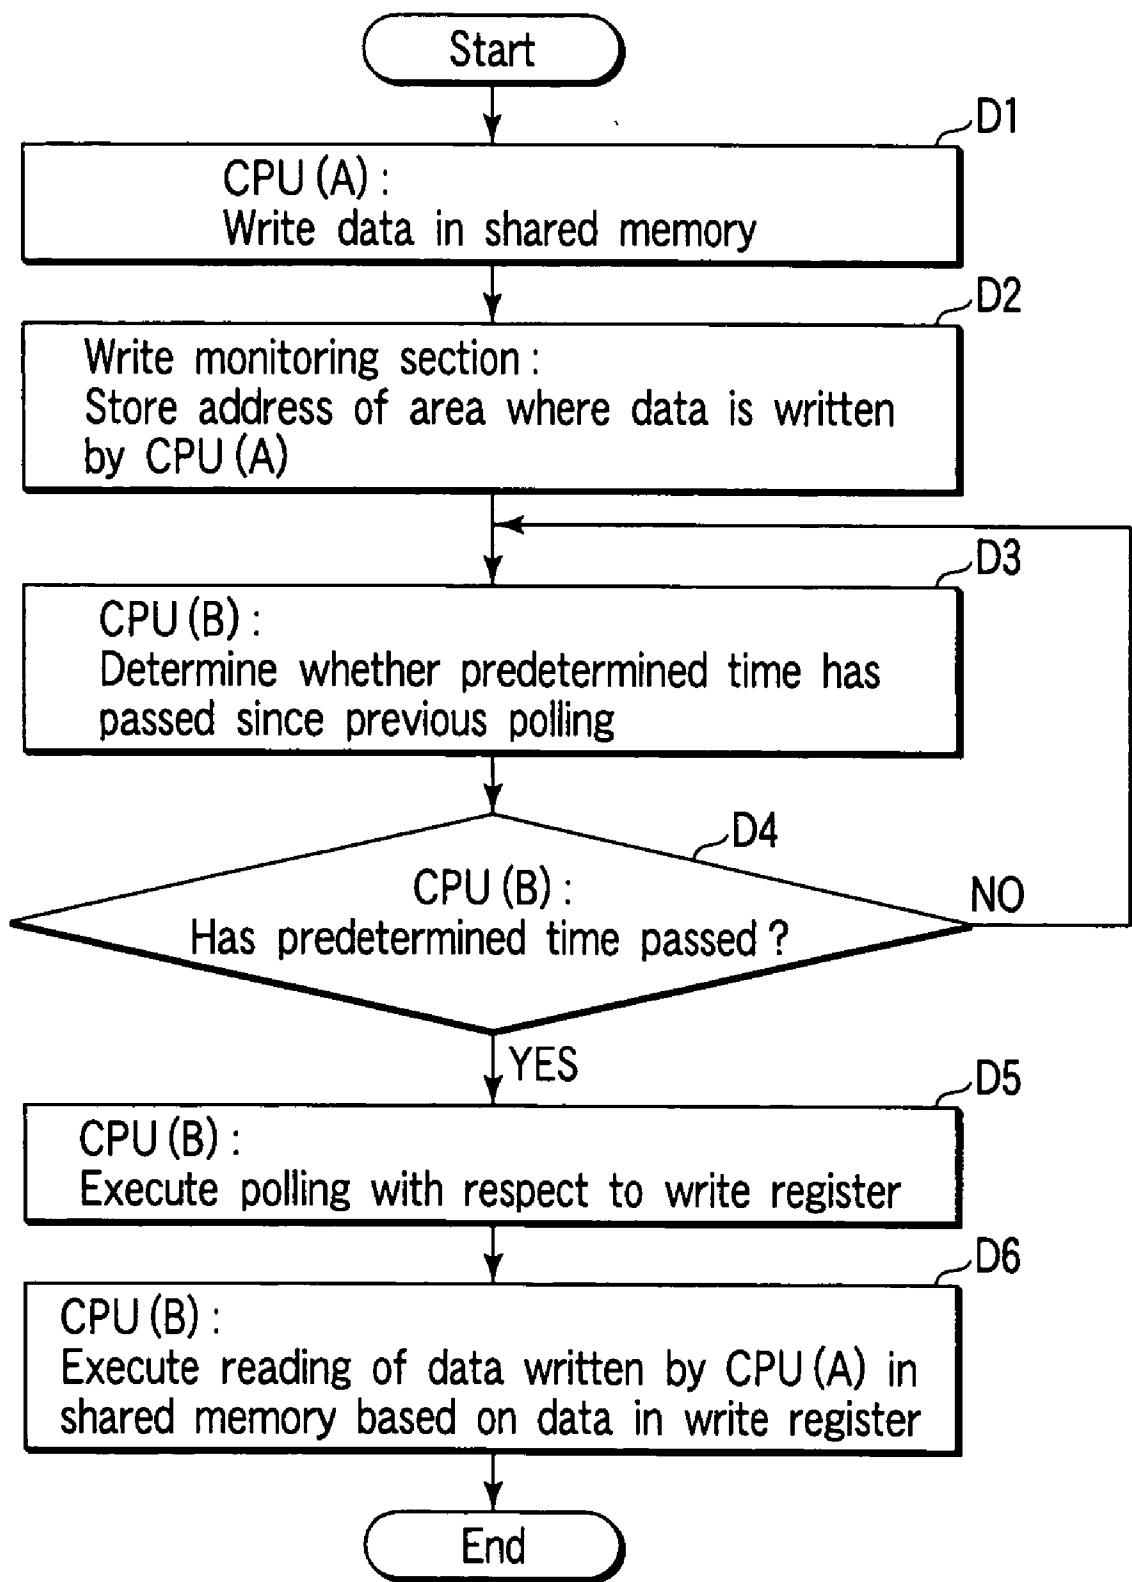 Start
D1
CPU (A) :
Write data in shared memory
D2
Write monitoring section :
Store address of area where data is written
by CPU (A)
D3
CPU (B) :
Determine whether predetermined time has
passed since previous polling
D4
CPU (B) :
Has predetermined time passed ?
NO
YES
D5
CPU (B) :
Execute polling with respect to write register
D6
CPU (B) :
Execute reading of data written by CPU (A) in
shared memory based on data in write register
End